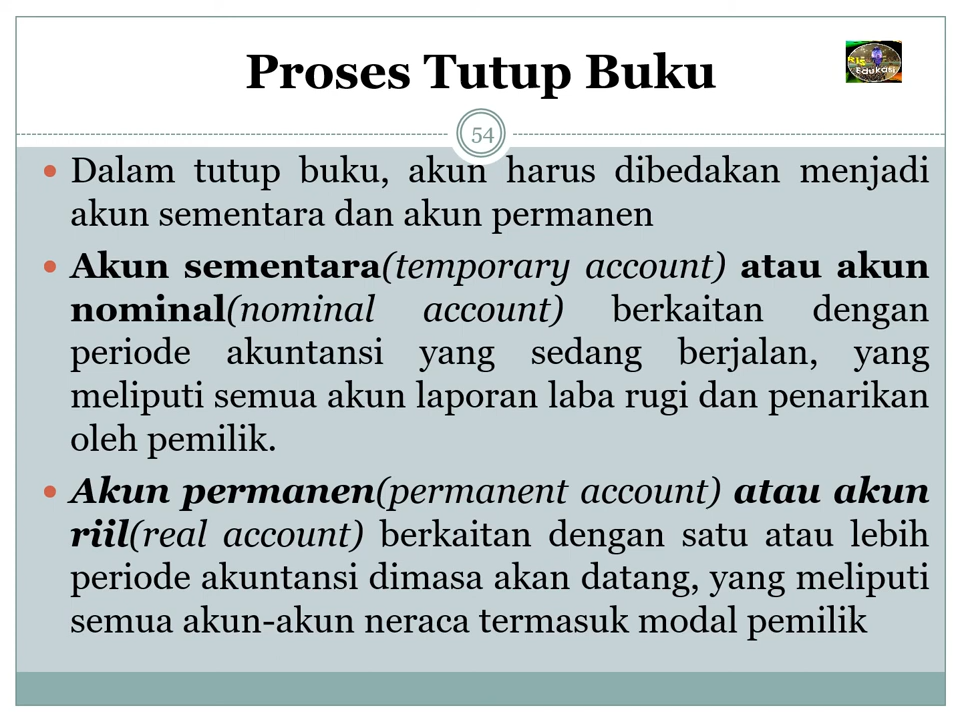 Proses Tutup Buku
RIE
Edukasi
54
• Dalam tutup buku, akun harus dibedakan menjadi
akun sementara dan akun permanen
• Akun sementara(temporary account) atau akun
nominal(nominal account) berkaitan dengan
periode akuntansi yang sedang berjalan, yang
meliputi semua akun laporan laba rugi dan penarikan
oleh pemilik.
• Akun permanen(permanent account) atau akun
riil(real account) berkaitan dengan satu atau lebih
periode akuntansi dimasa akan datang, yang meliputi
semua akun-akun neraca termasuk modal pemilik